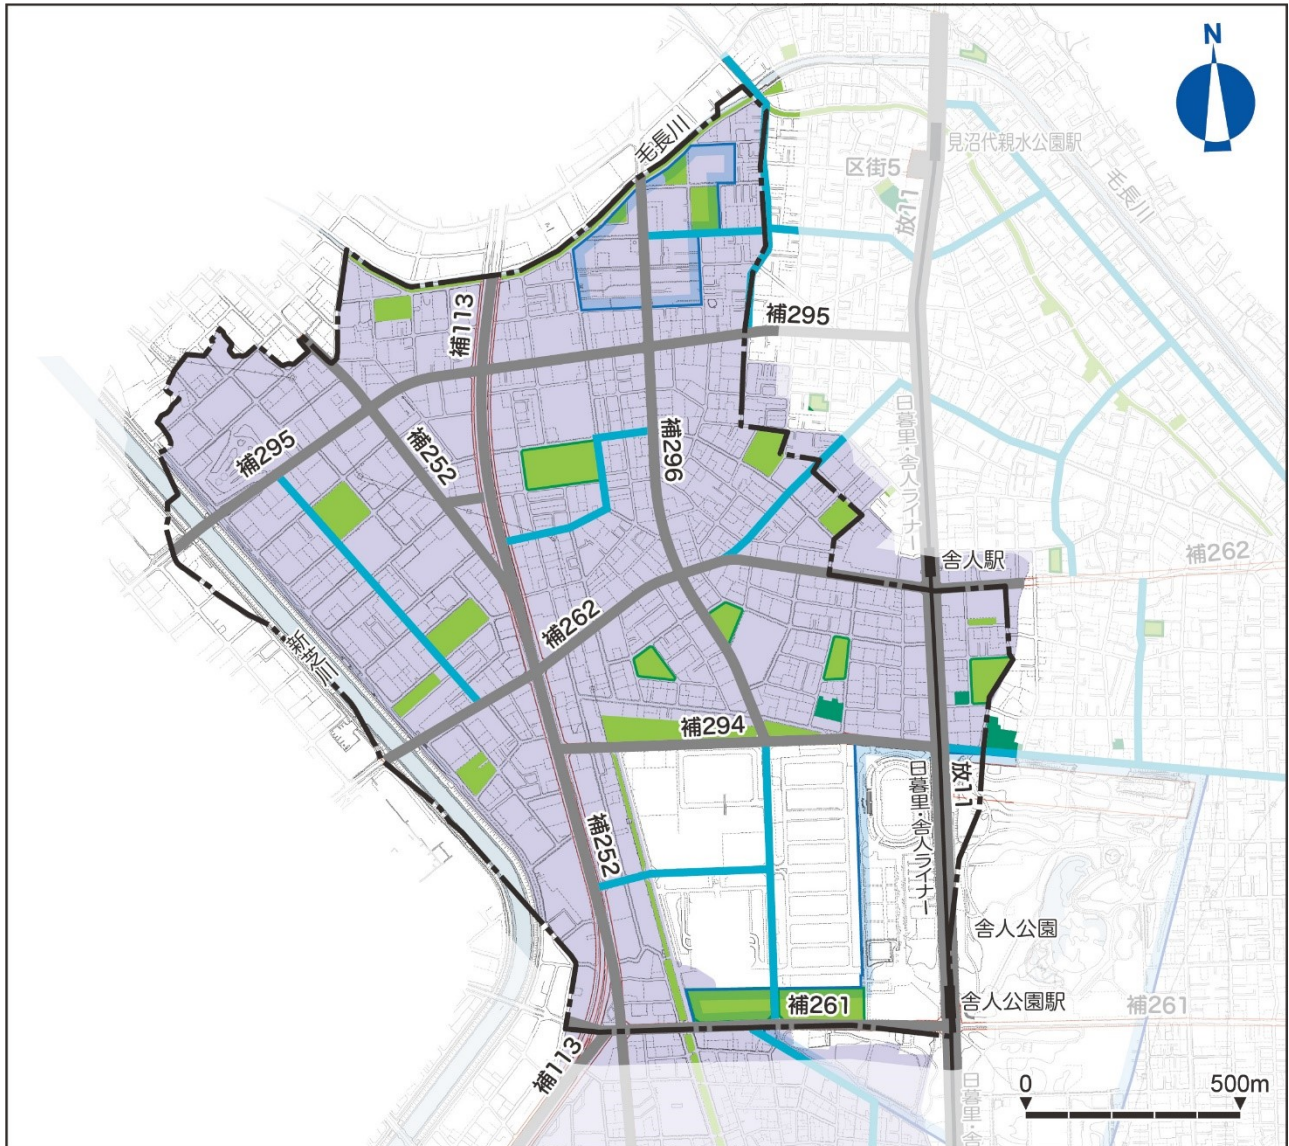 N
見沼代親水公園駅
区街5
放11
毛長川
毛長川
補113
補295
補295
補252
補296
日暮里・舎人ライナー
補262
舎人駅
補262
新芝川
補294
放11
日暮里・舎人ライナー
補252
舎人公園
舎人公園駅
補261
補261
補113
日暮里・舎
0
500m